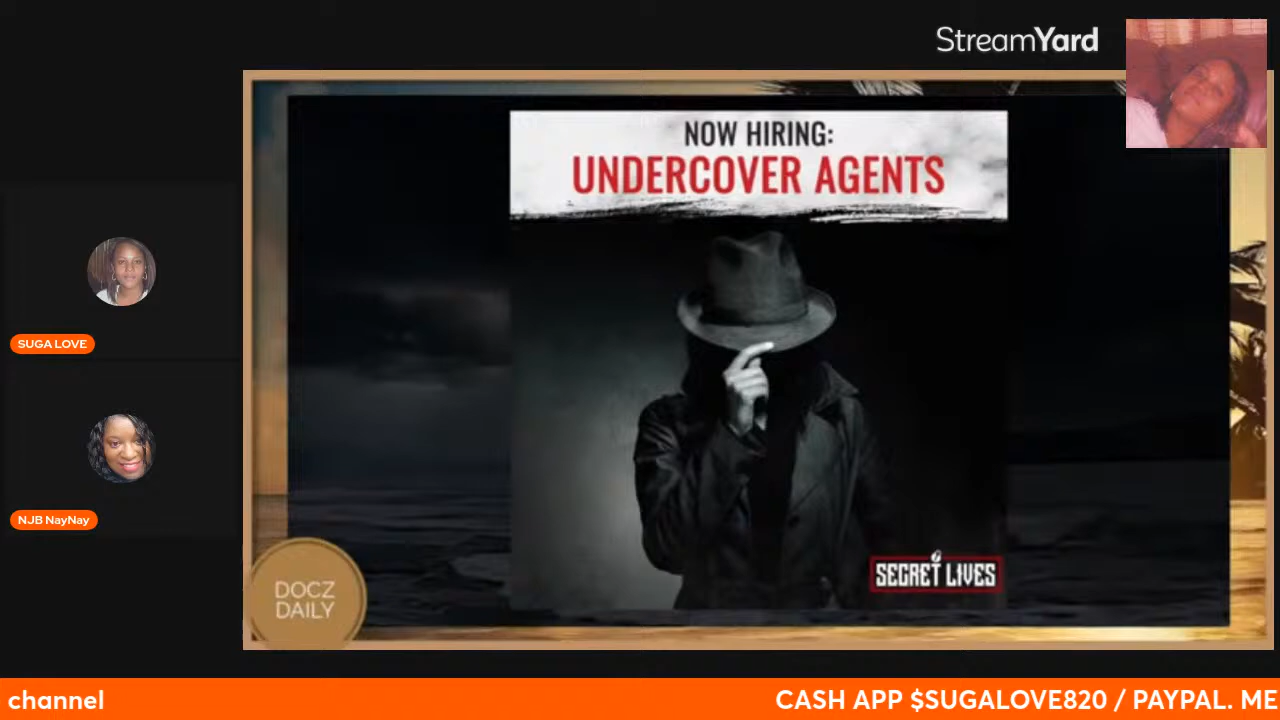 StreamYard
NOW HIRING:
UNDERCOVER AGENTS
SUGA LOVE
NJB NayNay
SECRET LIVES
DOCZ
DAILY
channel
CASH APP $SUGALOVE820 / PAYPAL. ME